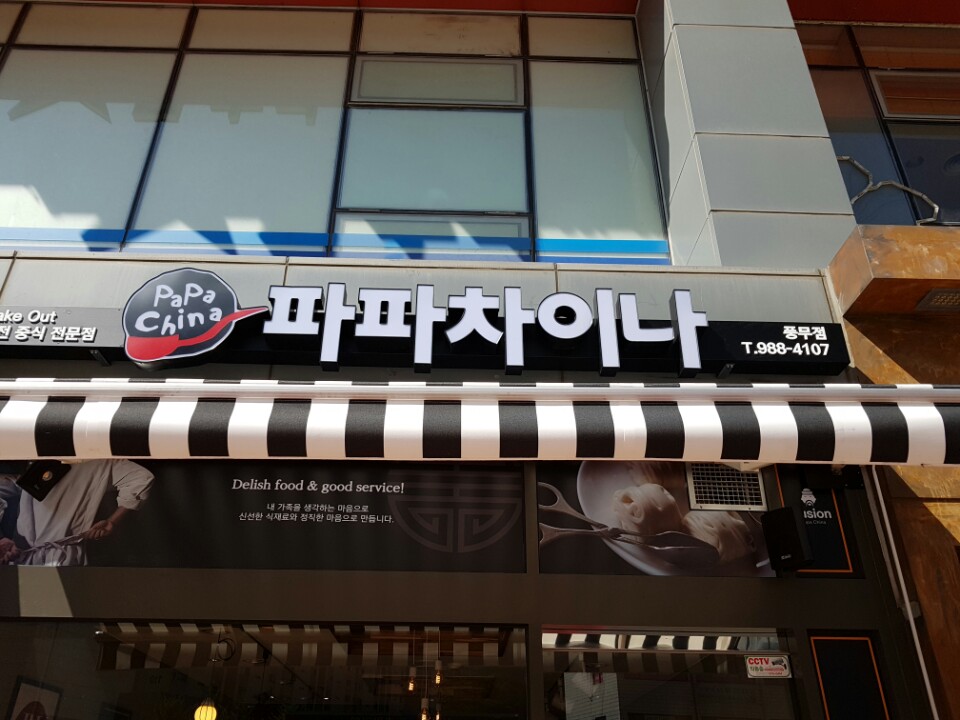 ake Out
전 중식 전문점
PaPa
China
파파차이나
풍무점
T.988-4107
Delish food & good service!
내 가족을 생각하는 마음으로
신선한 식재료와 정직한 마음으로 만듭니다.
usion
China
CCTV